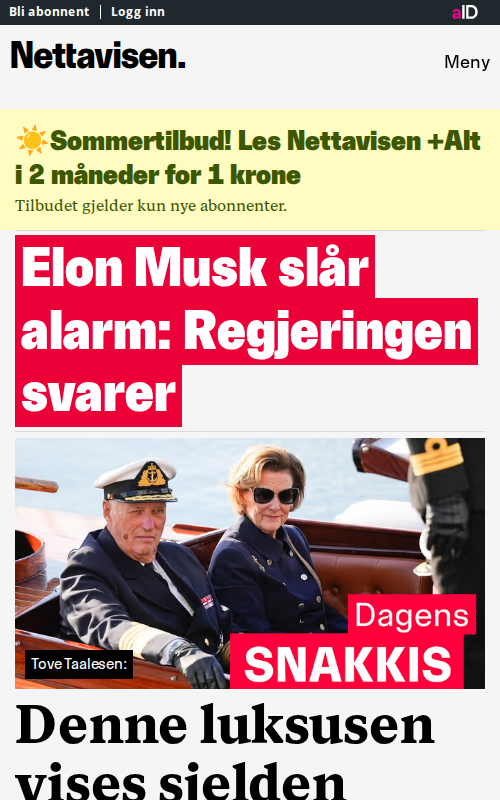 Bli abonnent
Logg inn
aID
Nettavisen.
Meny
☀️Sommertilbud! Les Nettavisen +Alt
i 2 måneder for 1 krone
Tilbudet gjelder kun nye abonnenter.
Elon Musk slår
alarm: Regjeringen
svarer
Dagens
SNAKKIS
Tove Taalesen:
Denne luksusen
vises sjelden